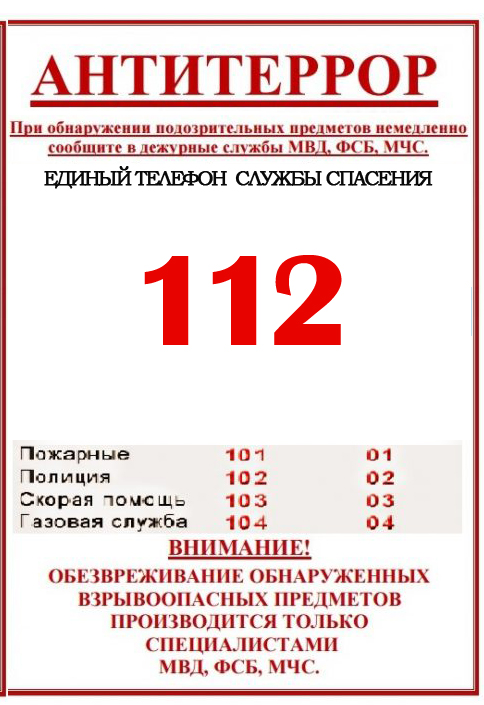 АНТИТЕРРОР
При обнаружении подозрительных предметов немедленно
сообщите в дежурные службы МВД, ФСБ, МЧС.
ЕДИНЫЙ ТЕЛЕФОН СЛУЖБЫ СПАСЕНИЯ
112
Пожарные 101 01
Полиция 102 02
Скорая помощь 103 03
Газовая служба 104 04
ВНИМАНИЕ!
ОБЕЗВРЕЖИВАНИЕ ОБНАРУЖЕННЫХ
ВЗРЫВООПАСНЫХ ПРЕДМЕТОВ
ПРОИЗВОДИТСЯ ТОЛЬКО
СПЕЦИАЛИСТАМИ
МВД, ФСБ, МЧС.